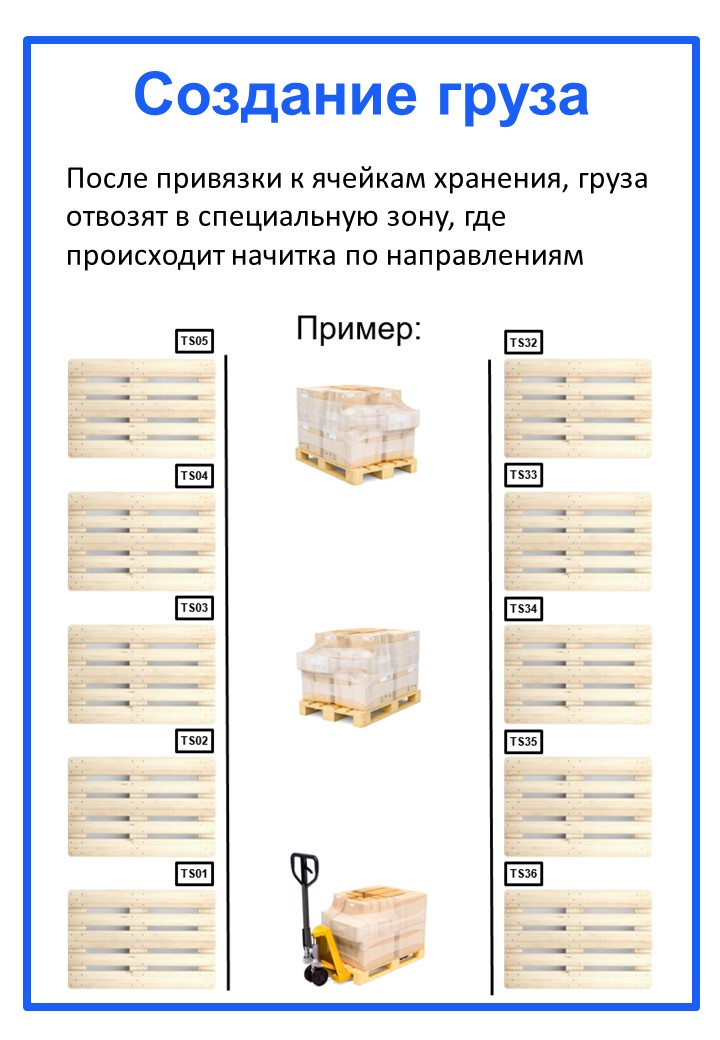 Создание груза
После привязки к ячейкам хранения, груза
отвозят в специальную зону, где
происходит начитка по направлениям
Пример:
TS05
TS32
TS04
TS33
TS03
TS34
TS02
TS35
TS01
TS36